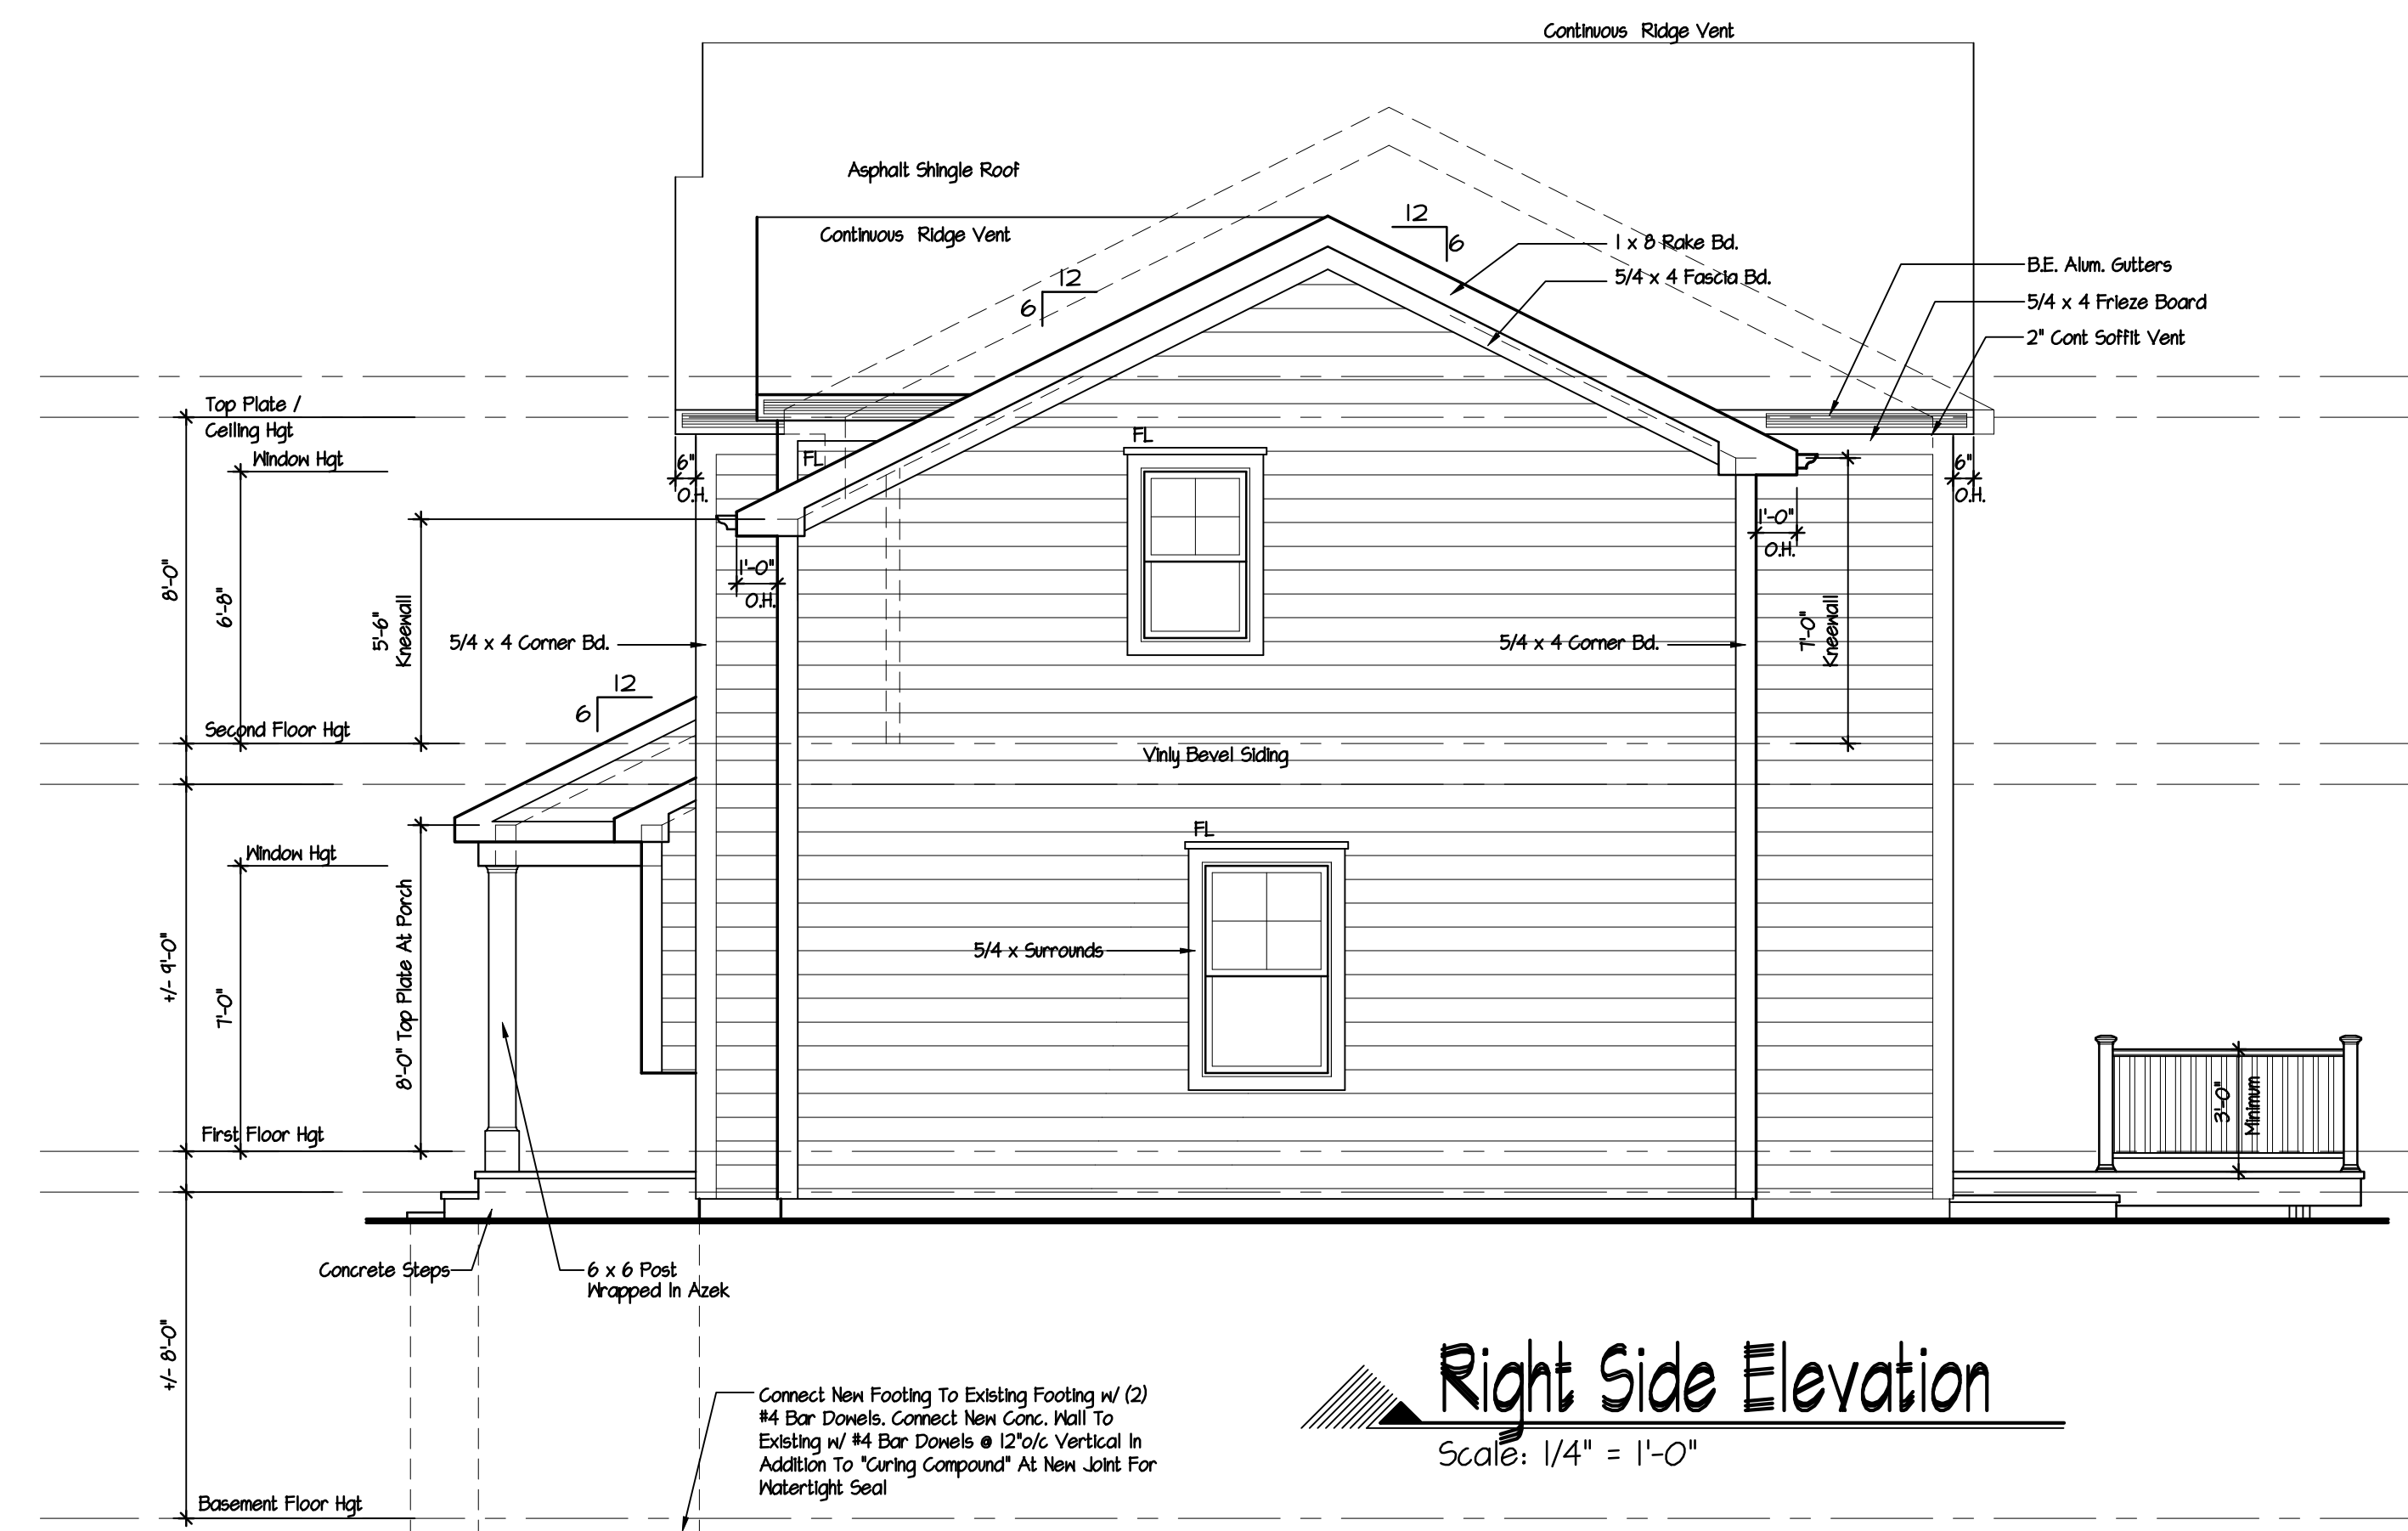 Continuous Ridge Vent
Asphalt Shingle Roof
Continuous Ridge Vent
12
6
12
6
1 x 8 Rake Bd.
5/4 x 4 Fascia Bd.
B.E. Alum. Gutters
5/4 x 4 Frieze Board
2" Cont Soffit Vent
Top Plate /
Ceiling Hgt
Window Hgt
FL
FL
6"
O.H.
6"
O.H.
1'-0"
O.H.
1'-0"
O.H.
8'-0"
6'-8"
5'-6"
Kneewall
5/4 x 4 Corner Bd.
5/4 x 4 Corner Bd.
7'-0"
Kneewall
12
6
Second Floor Hgt
Vinly Bevel Siding
FL
Window Hgt
+/- 9'-0"
7'-0"
8'-0" Top Plate At Porch
5/4 x Surrounds
3'-0"
Minimum
First Floor Hgt
Concrete Steps
6 x 6 Post
Wrapped In Azek
+/- 8'-0"
Connect New Footing To Existing Footing w/ (2)
#4 Bar Dowels. Connect New Conc. Wall To
Existing w/ #4 Bar Dowels @ 12"o/c Vertical In
Addition To "Curing Compound" At New Joint For
Watertight Seal
Basement Floor Hgt
Right Side Elevation
Scale: 1/4" = 1'-0"